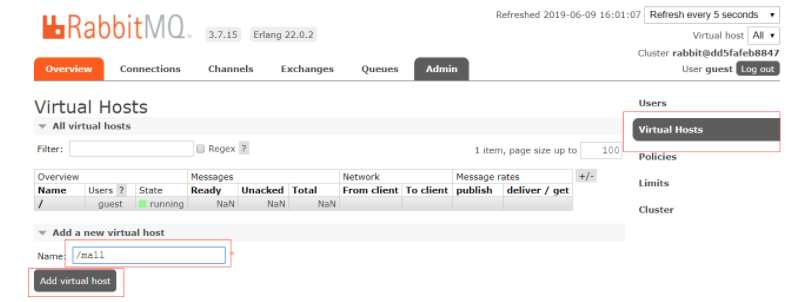 Refreshed 2019-06-09 16:01:07 Refresh every 5 seconds
RabbitMQ 3.7.15 Erlang 22.0.2
Virtual host All
Cluster rabbit@dd5fafeb8847
User guest Log out
Overview Connections Channels Exchanges Queues Admin
Virtual Hosts
All virtual hosts
Filter: Regex ? 1 item, page size up to 100
Overview Messages Network Message rates +/-
Name Users ? State Ready Unacked Total From client To client publish deliver / get
/ guest running NaN NaN NaN
Add a new virtual host
Name: /mall *
Add virtual host
Users
Virtual Hosts
Policies
Limits
Cluster